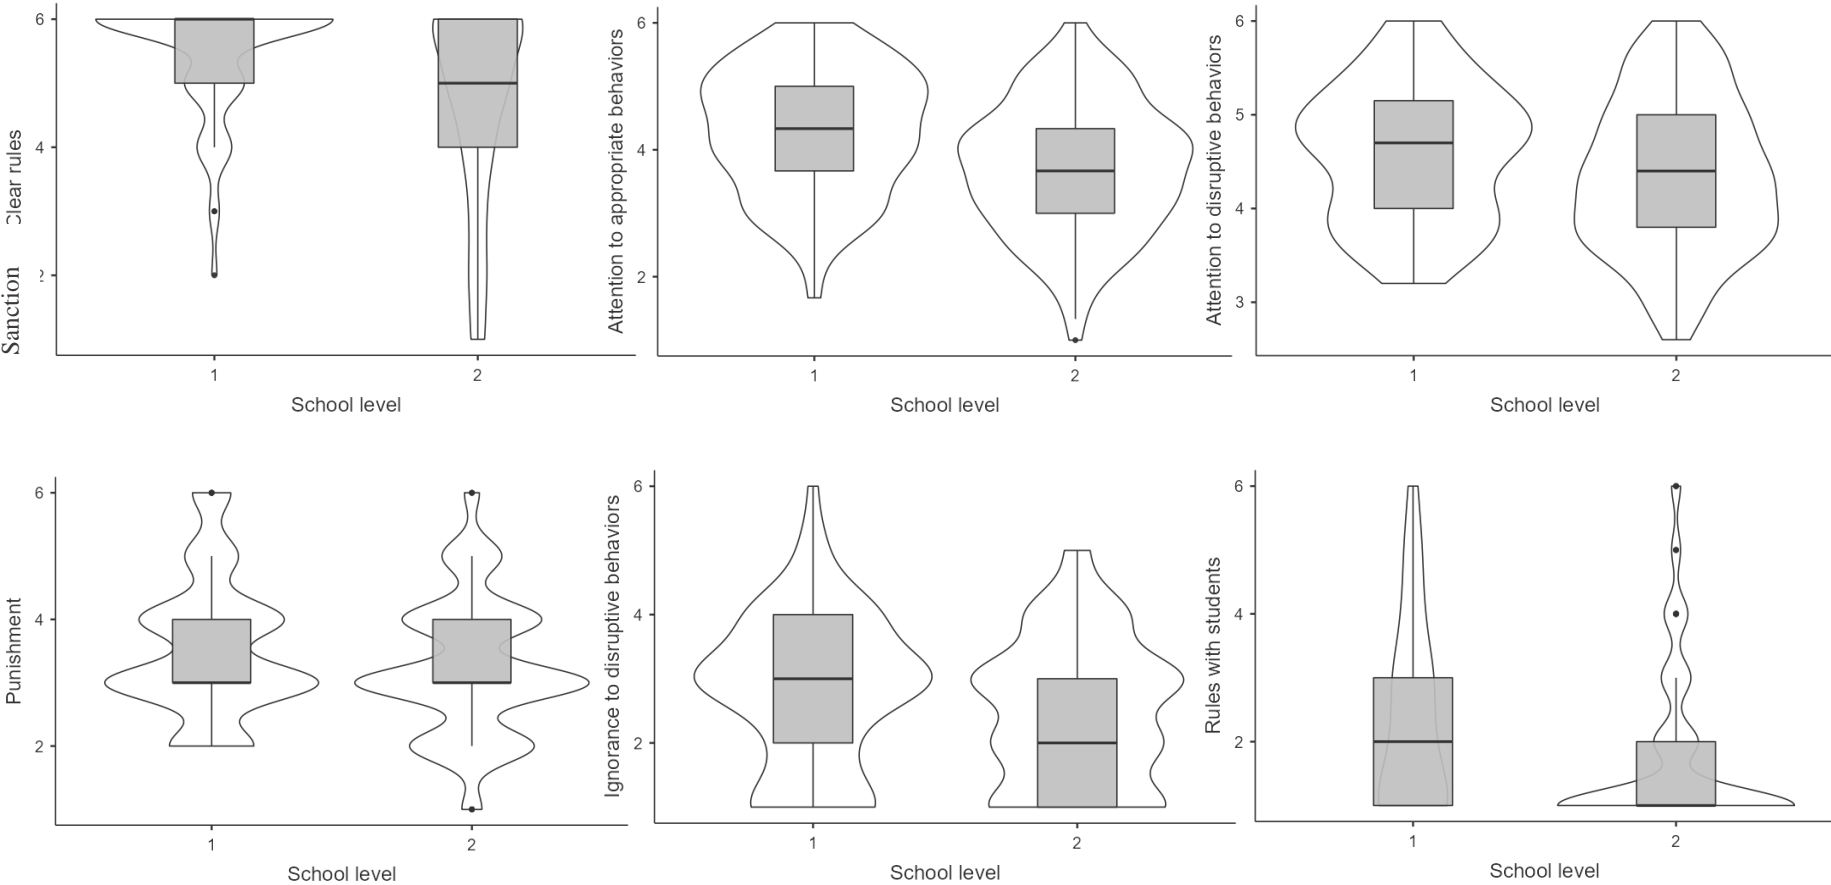 Sanction
Clear rules
6
4
2
1
2
School level
Attention to appropriate behaviors
6
4
2
1
2
School level
Attention to disruptive behaviors
6
5
4
3
1
2
School level
Punishment
6
4
2
1
2
School level
Ignorance to disruptive behaviors
6
4
2
1
2
School level
Rules with students
6
4
2
1
2
School level